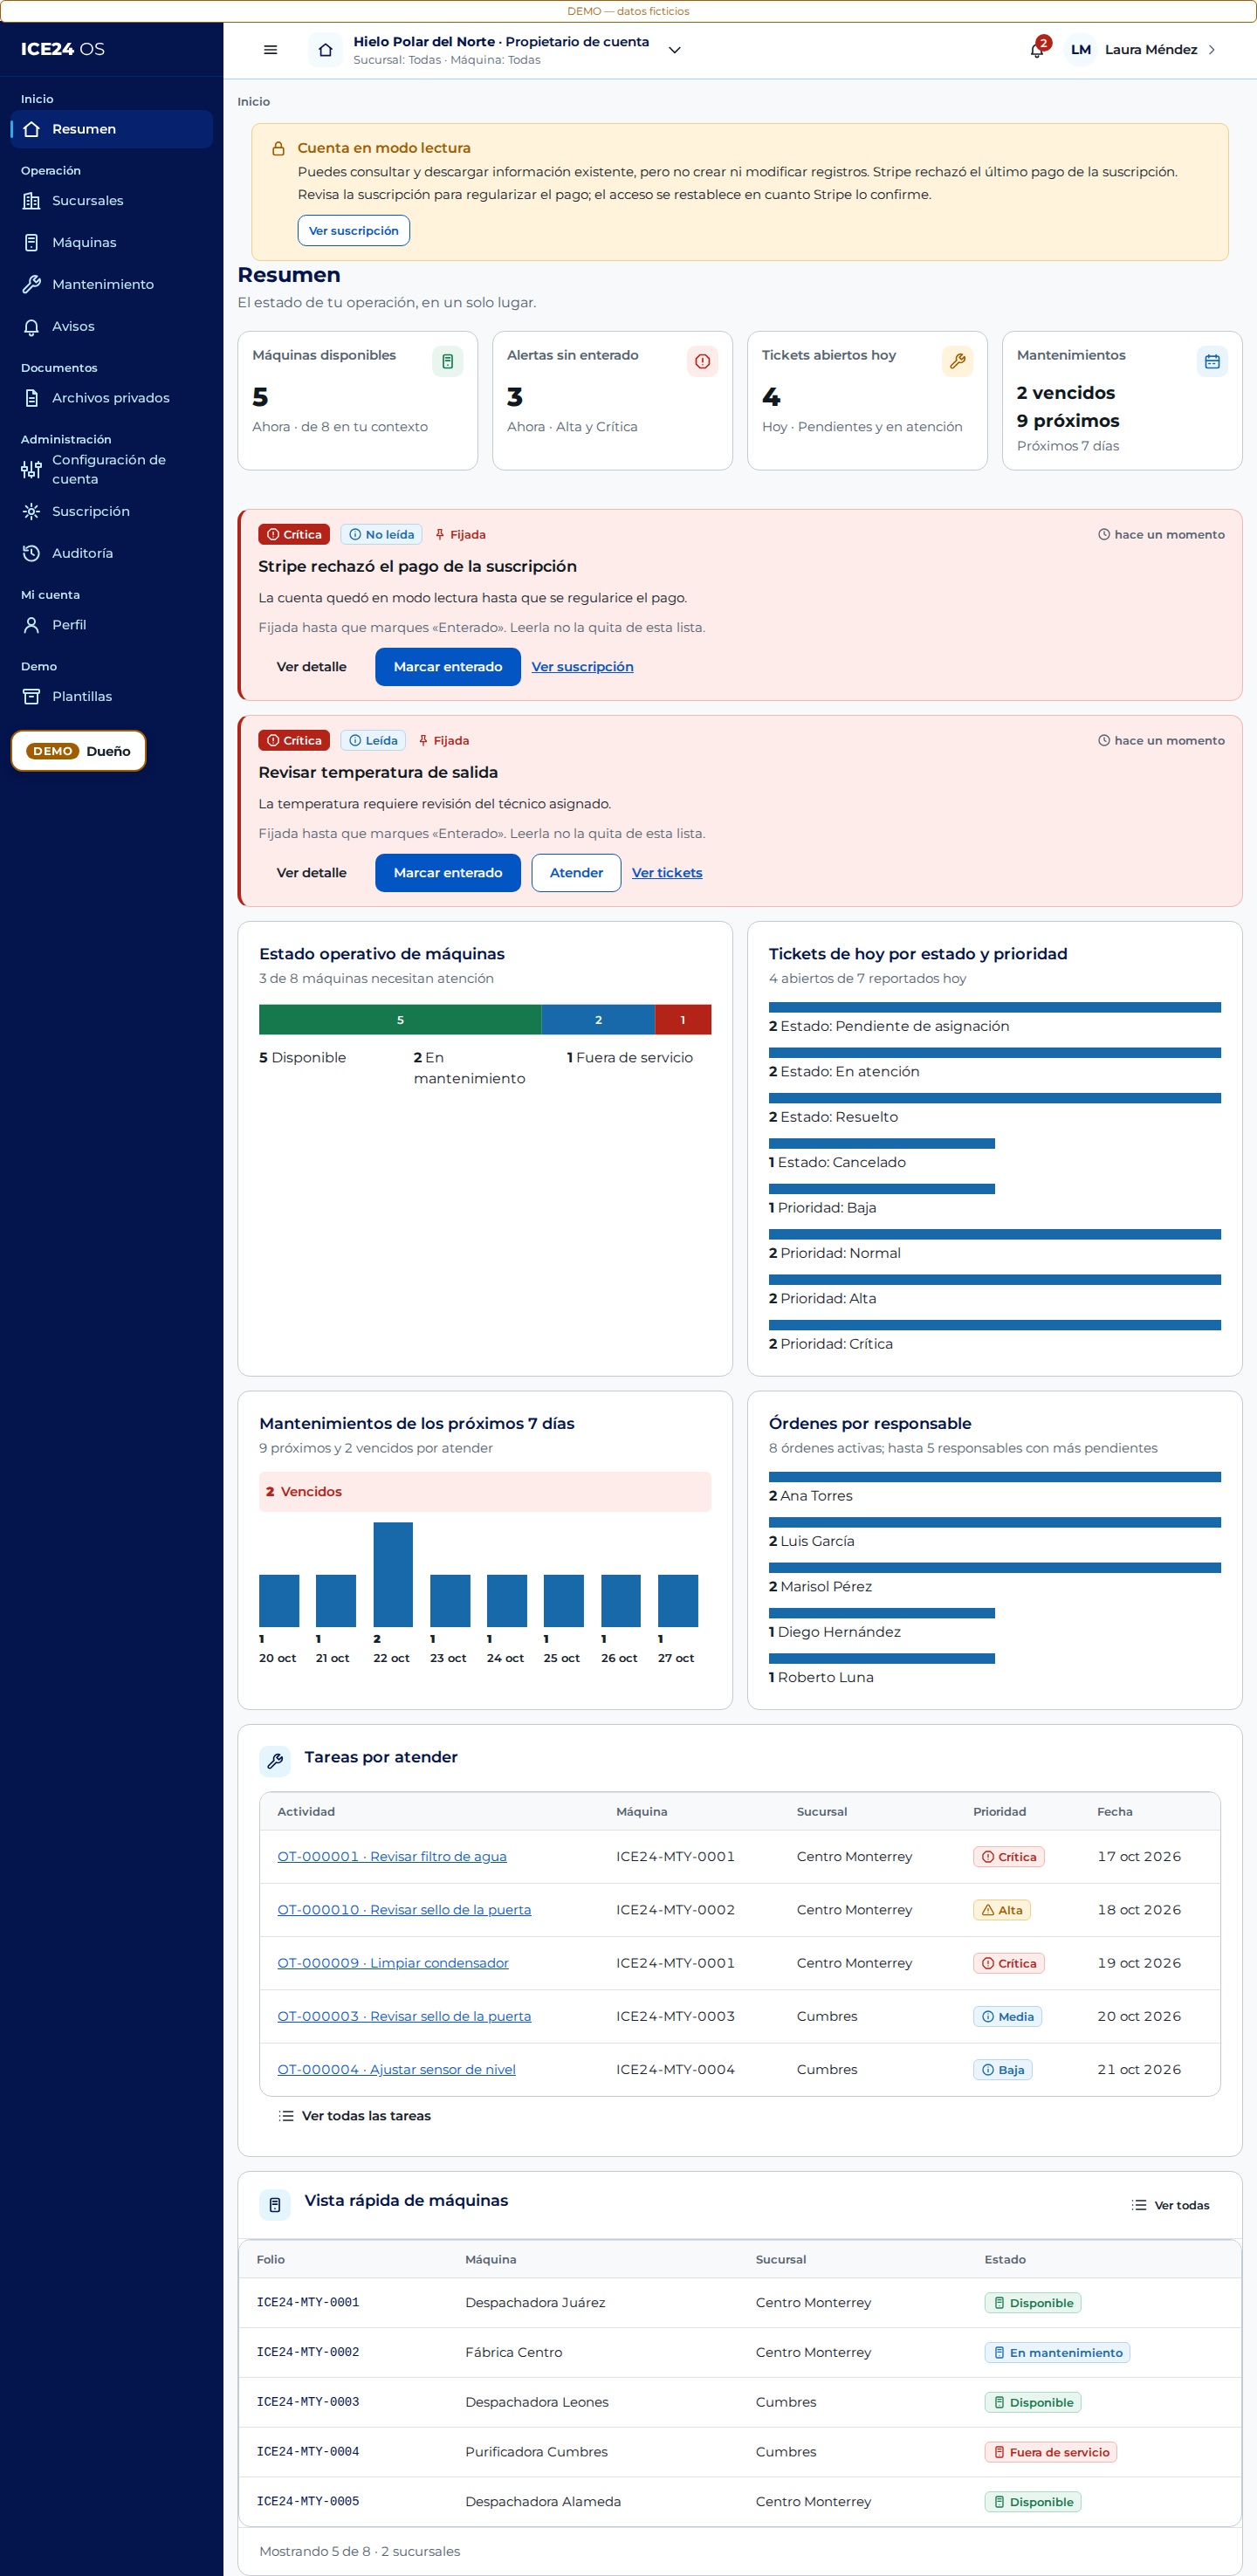 DEMO — datos ficticios
ICE24 OS
Inicio
Resumen
Operación
Sucursales
Máquinas
Mantenimiento
Avisos
Documentos
Archivos privados
Administración
Configuración de
cuenta
Suscripción
Auditoría
Mi cuenta
Perfil
Demo
Plantillas
DEMO Dueño
Hielo Polar del Norte · Propietario de cuenta
Sucursal: Todas · Máquina: Todas
2
LM Laura Méndez
Inicio
Cuenta en modo lectura
Puedes consultar y descargar información existente, pero no crear ni modificar registros. Stripe rechazó el último pago de la suscripción.
Revisa la suscripción para regularizar el pago; el acceso se restablece en cuanto Stripe lo confirme.
Ver suscripción
Resumen
El estado de tu operación, en un solo lugar.
Máquinas disponibles
5
Ahora · de 8 en tu contexto
Alertas sin enterado
3
Ahora · Alta y Crítica
Tickets abiertos hoy
4
Hoy · Pendientes y en atención
Mantenimientos
2 vencidos
9 próximos
Próximos 7 días
Crítica No leída Fijada hace un momento
Stripe rechazó el pago de la suscripción
La cuenta quedó en modo lectura hasta que se regularice el pago.
Fijada hasta que marques «Enterado». Leerla no la quita de esta lista.
Ver detalle Marcar enterado Ver suscripción
Crítica Leída Fijada hace un momento
Revisar temperatura de salida
La temperatura requiere revisión del técnico asignado.
Fijada hasta que marques «Enterado». Leerla no la quita de esta lista.
Ver detalle Marcar enterado Atender Ver tickets
Estado operativo de máquinas
3 de 8 máquinas necesitan atención
5 2 1
5 Disponible
2 En
mantenimiento
1 Fuera de servicio
Tickets de hoy por estado y prioridad
4 abiertos de 7 reportados hoy
2 Estado: Pendiente de asignación
2 Estado: En atención
2 Estado: Resuelto
1 Estado: Cancelado
1 Prioridad: Baja
2 Prioridad: Normal
2 Prioridad: Alta
2 Prioridad: Crítica
Mantenimientos de los próximos 7 días
9 próximos y 2 vencidos por atender
2 Vencidos
1 1 2 1 1 1 1 1
20 oct 21 oct 22 oct 23 oct 24 oct 25 oct 26 oct 27 oct
Órdenes por responsable
8 órdenes activas; hasta 5 responsables con más pendientes
2 Ana Torres
2 Luis García
2 Marisol Pérez
1 Diego Hernández
1 Roberto Luna
Tareas por atender
Actividad Máquina Sucursal Prioridad Fecha
OT-000001 · Revisar filtro de agua ICE24-MTY-0001 Centro Monterrey Crítica 17 oct 2026
OT-000010 · Revisar sello de la puerta ICE24-MTY-0002 Centro Monterrey Alta 18 oct 2026
OT-000009 · Limpiar condensador ICE24-MTY-0001 Centro Monterrey Crítica 19 oct 2026
OT-000003 · Revisar sello de la puerta ICE24-MTY-0003 Cumbres Media 20 oct 2026
OT-000004 · Ajustar sensor de nivel ICE24-MTY-0004 Cumbres Baja 21 oct 2026
Ver todas las tareas
Vista rápida de máquinas Ver todas
Folio Máquina Sucursal Estado
ICE24-MTY-0001 Despachadora Juárez Centro Monterrey Disponible
ICE24-MTY-0002 Fábrica Centro Centro Monterrey En mantenimiento
ICE24-MTY-0003 Despachadora Leones Cumbres Disponible
ICE24-MTY-0004 Purificadora Cumbres Cumbres Fuera de servicio
ICE24-MTY-0005 Despachadora Alameda Centro Monterrey Disponible
Mostrando 5 de 8 · 2 sucursales